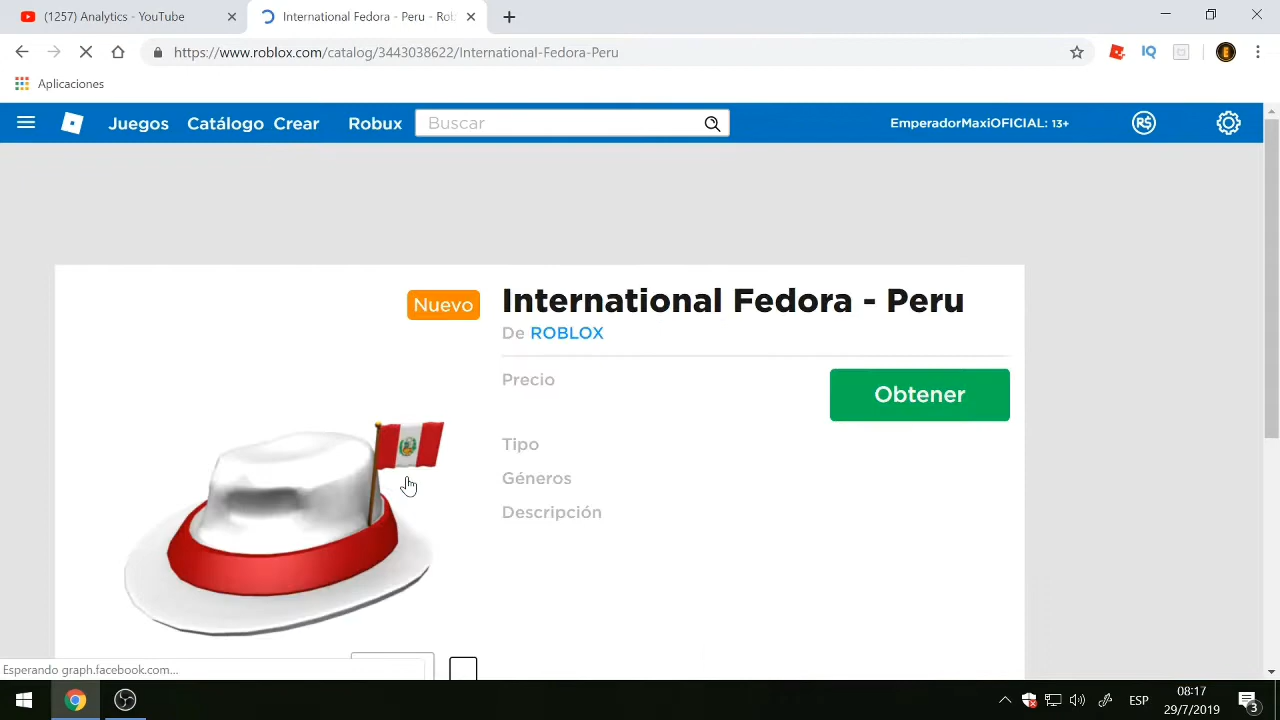 (1257) Analytics - YouTube
International Fedora - Peru - Rob
https://www.roblox.com/catalog/3443038622/International-Fedora-Peru
IQ
Aplicaciones
Juegos Catálogo Crear Robux Buscar EmperadorMaxiOFICIAL: 13+ R$
Nuevo
International Fedora - Peru
De ROBLOX
Precio
Obtener
Tipo
Géneros
Descripción
Esperando graph.facebook.com...
ESP
08:17
29/7/2019
3